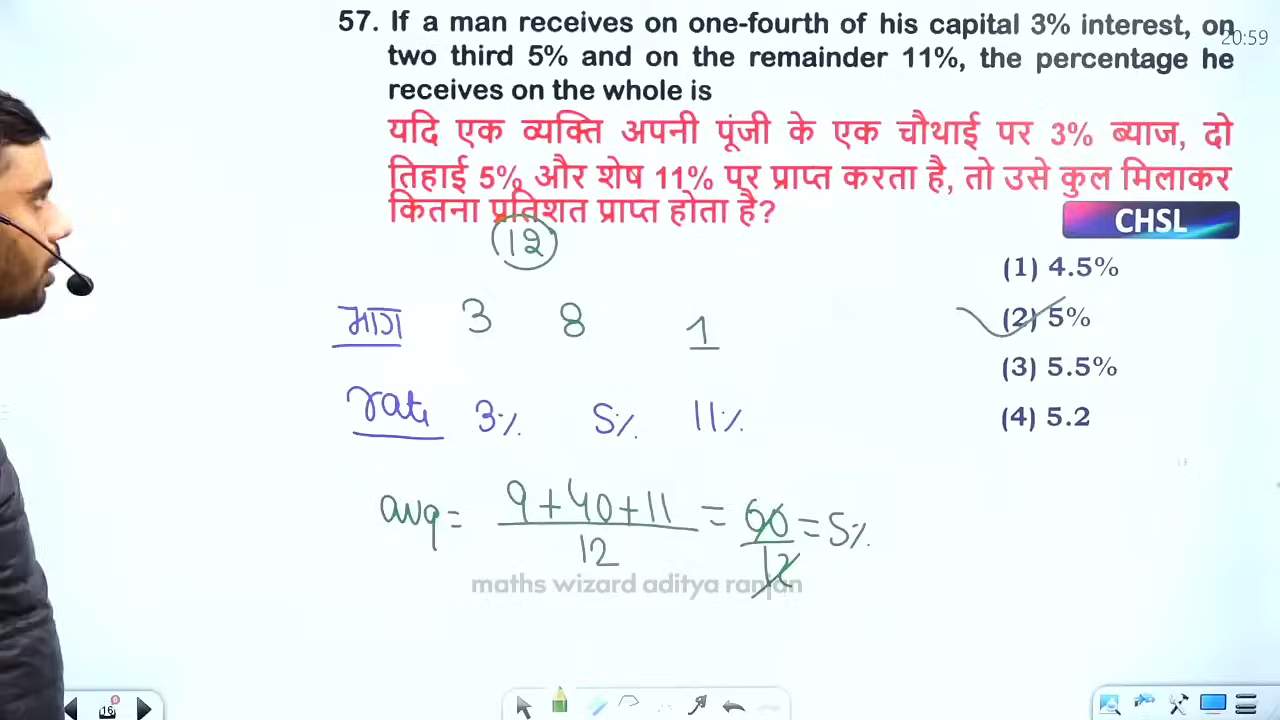 57. If a man receives on one-fourth of his capital 3% interest, on
20:59
two third 5% and on the remainder 11%, the percentage he
receives on the whole is
यदि एक व्यक्ति अपनी पूंजी के एक चौथाई पर 3% ब्याज, दो
तिहाई 5% और शेष 11% पर प्राप्त करता है, तो उसे कुल मिलाकर
कितना प्रतिशत प्राप्त होता है?
CHSL
12
(1) 4.5%
(2) 5%
(3) 5.5%
(4) 5.2
भाग 3 8 1
rate 3% 5% 11%
avg = 9+40+11 / 12 = 60/12 = 5%
maths wizard aditya ranjan
16